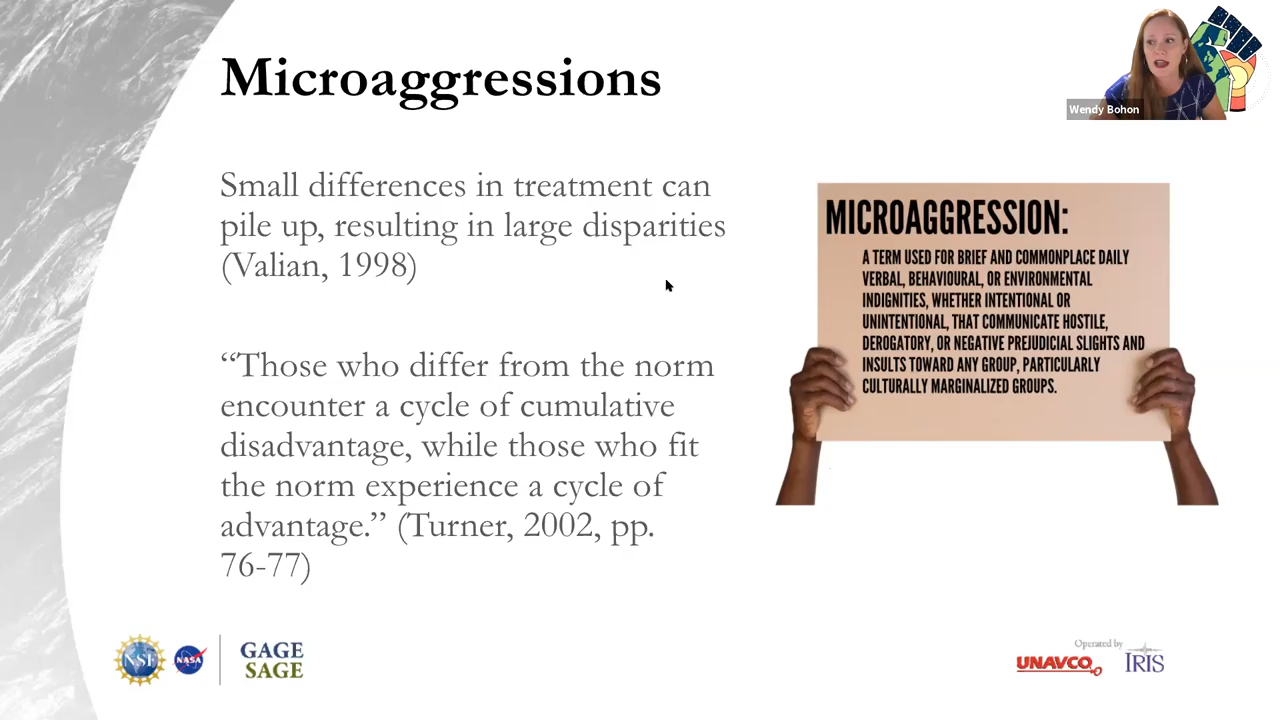 Microaggressions
Wendy Bohon
Small differences in treatment can
pile up, resulting in large disparities
(Valian, 1998)
“Those who differ from the norm
encounter a cycle of cumulative
disadvantage, while those who fit
the norm experience a cycle of
advantage.” (Turner, 2002, pp.
76-77)
MICROAGGRESSION:
A TERM USED FOR BRIEF AND COMMONPLACE DAILY
VERBAL, BEHAVIOURAL, OR ENVIRONMENTAL
INDIGNITIES, WHETHER INTENTIONAL OR
UNINTENTIONAL, THAT COMMUNICATE HOSTILE,
DEROGATORY, OR NEGATIVE PREJUDICIAL SLIGHTS AND
INSULTS TOWARD ANY GROUP, PARTICULARLY
CULTURALLY MARGINALIZED GROUPS.
NSF
NASA
GAGE
SAGE
Operated by
UNAVCO
IRIS